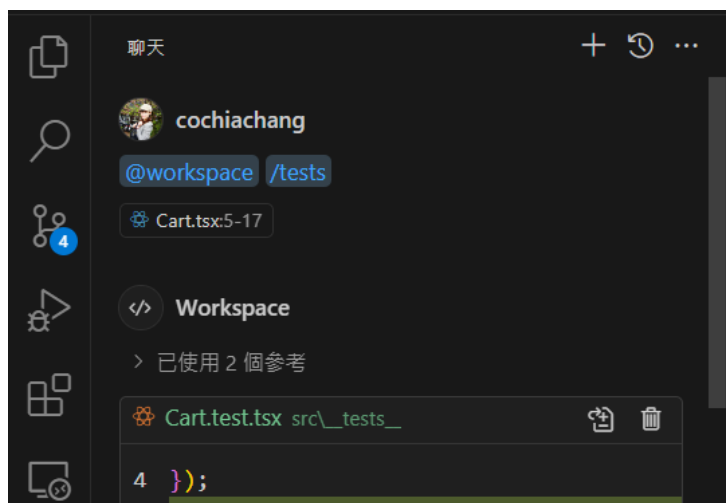 聊天
cochiachang
@workspace /tests
Cart.tsx:5-17
4
Workspace
已使用 2 個參考
Cart.test.tsx src\__tests__
4 });